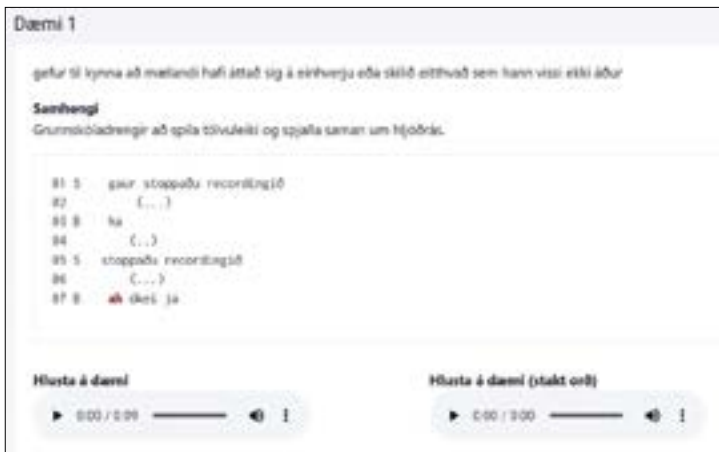 Dæmi 1
gefur til kynna að mælandi hafi áttað sig á einhverju eða skilið eitthvað sem hann vissi ekki áður
Samhengi
Grunnskóladrengir að spila tölvuleiki og spjalla saman um hljóðrás.
01 S gaur stoppaðu recordingið
02 (...)
03 B ha
04 (..)
05 S stoppaðu recordingið
06 (...)
07 B ah ókei já
Hlusta á dæmi Hlusta á dæmi (stakt orð)
0:00 / 0:09 0:00 / 0:00